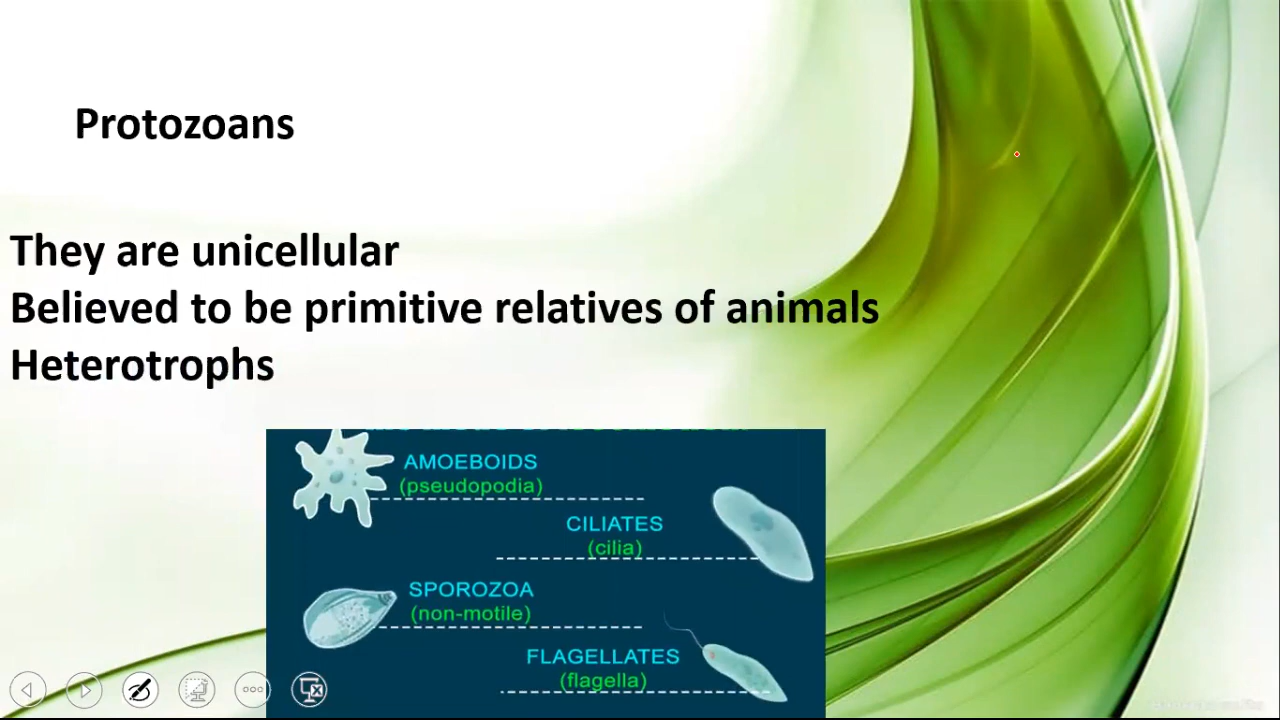 Protozoans
They are unicellular
Believed to be primitive relatives of animals
Heterotrophs
AMOEBOIDS
(pseudopodia)
CILIATES
(cilia)
SPOROZOA
(non-motile)
FLAGELLATES
(flagella)